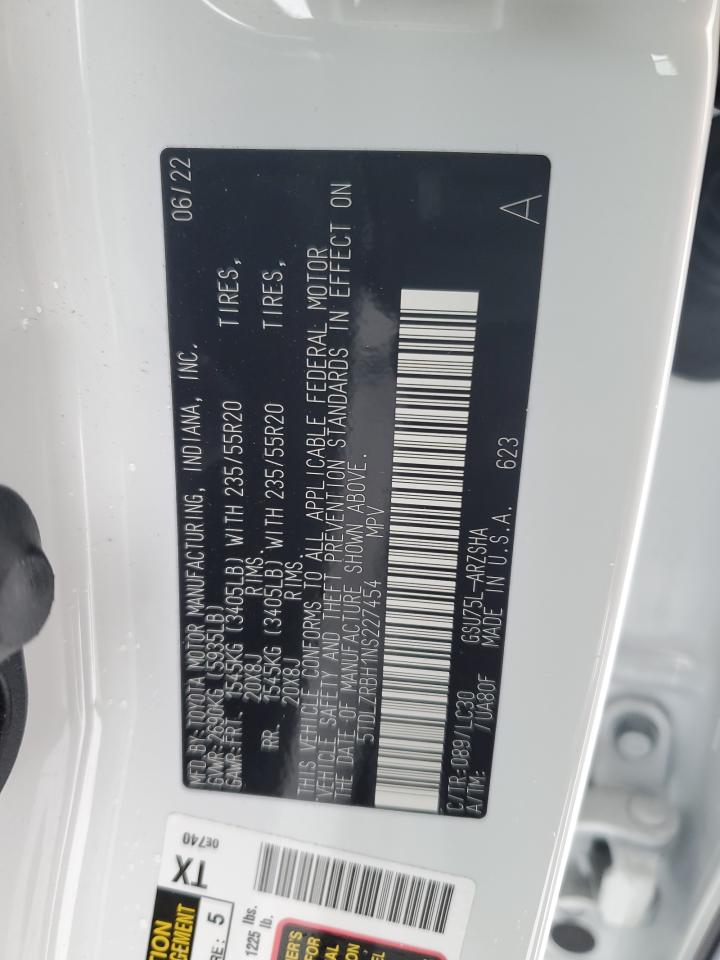 MFD.BY:TOYOTA MOTOR MANUFACTURING, INDIANA, INC. 06/22
GVWR:2690KG (5935LB)
GAWR:FRT. 1545KG (3405LB) WITH 235/55R20 TIRES,
20X8J RIMS.
RR. 1545KG (3405LB) WITH 235/55R20 TIRES,
20X8J RIMS.
THIS VEHICLE CONFORMS TO ALL APPLICABLE FEDERAL MOTOR
VEHICLE SAFETY AND THEFT PREVENTION STANDARDS IN EFFECT ON
THE DATE OF MANUFACTURE SHOWN ABOVE.
5TDLZRBH1NS227454 MPV
C/TR:089/LC30 GSU75L-ARZSHA 623 A
A/TM: /UA80F MADE IN U.S.A.
TX 0E740
5
1225 lbs.
lb.